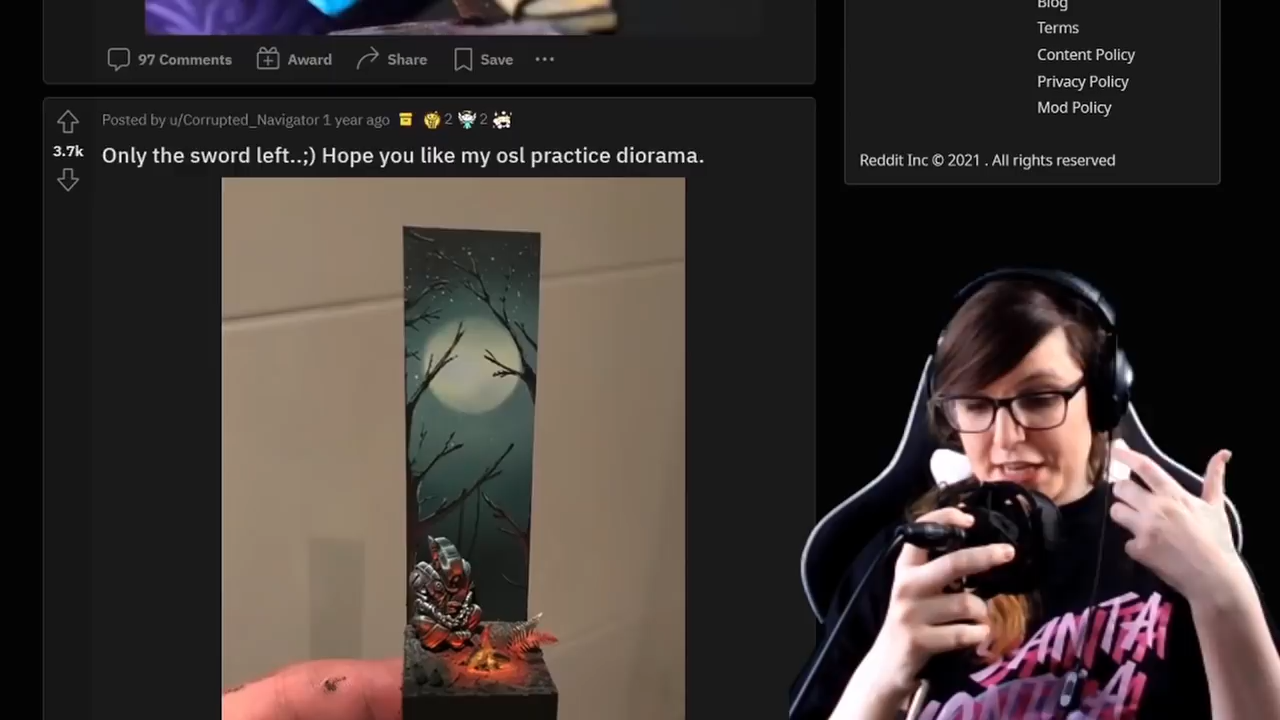 97 Comments Award Share Save
Posted by u/Corrupted_Navigator 1 year ago 2 2
3.7k
Only the sword left..;) Hope you like my osl practice diorama.
Blog
Terms
Content Policy
Privacy Policy
Mod Policy
Reddit Inc © 2021 . All rights reserved